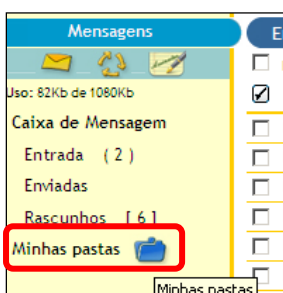 Mensagens
E
Uso: 82Kb de 1080Kb
Caixa de Mensagem
Entrada (2)
Enviadas
Rascunhos [6]
Minhas pastas
Minhas pastas